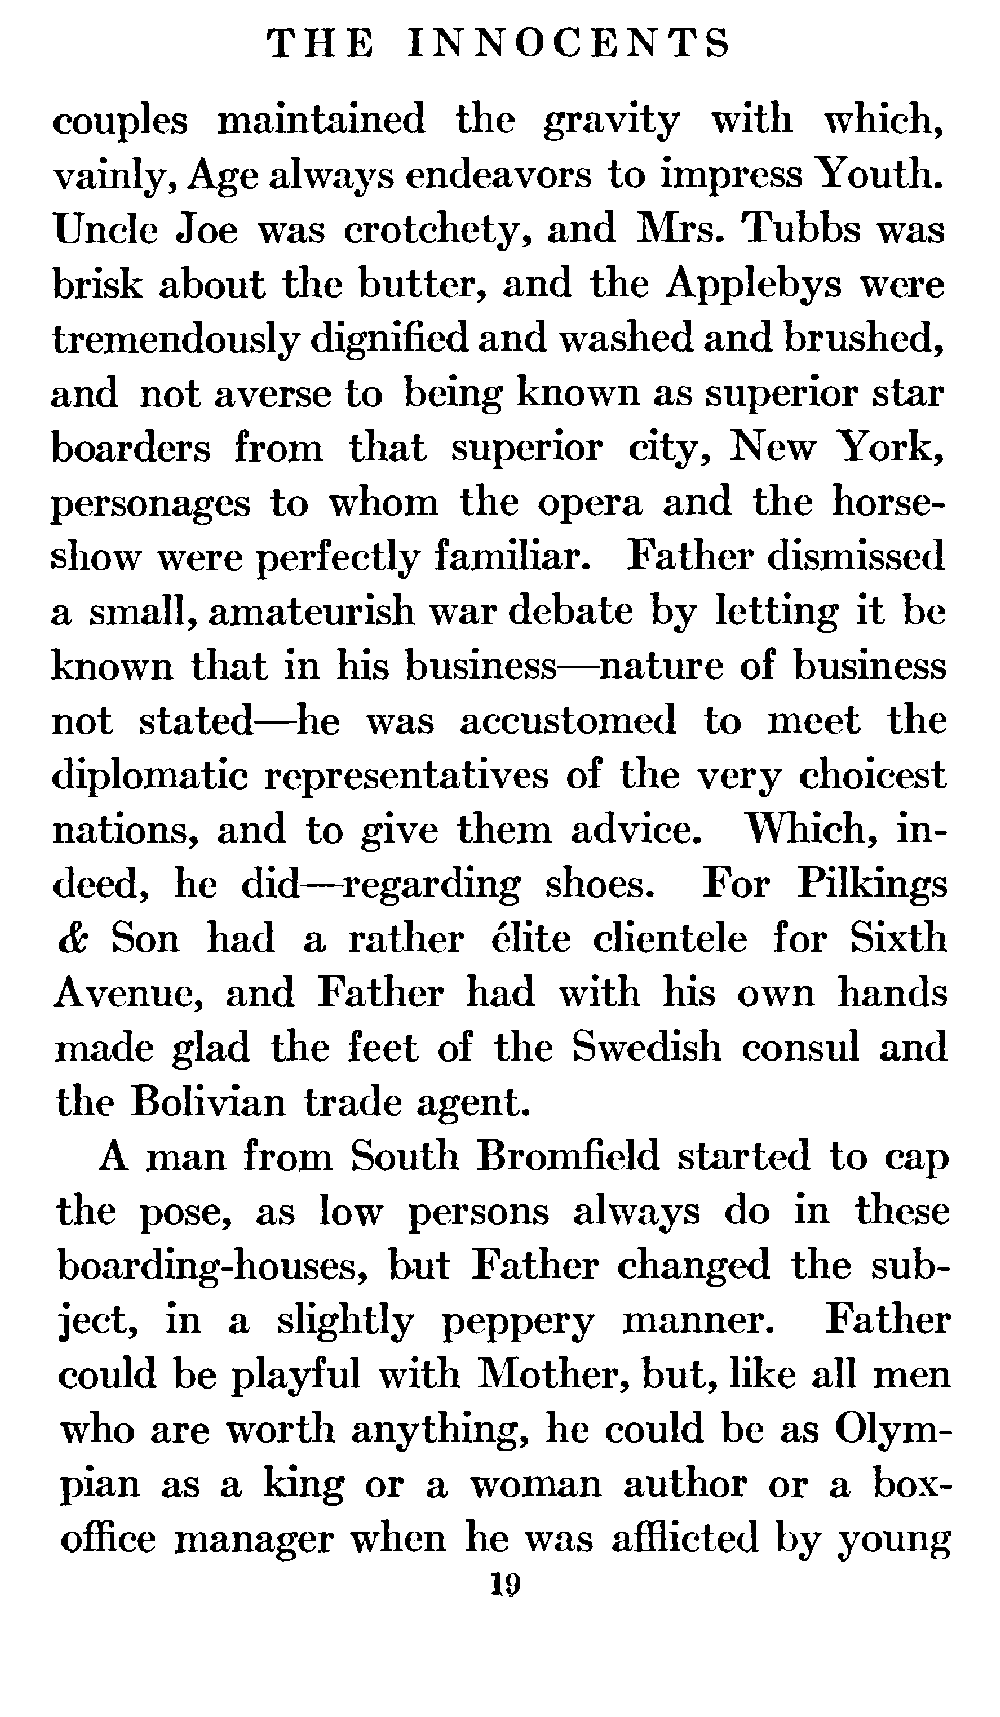 THE INNOCENTS
couples maintained the gravity with which,
vainly, Age always endeavors to impress Youth.
Uncle Joe was crotchety, and Mrs. Tubbs was
brisk about the butter, and the Applebys were
tremendously dignified and washed and brushed,
and not averse to being known as superior star
boarders from that superior city, New York,
personages to whom the opera and the horse-
show were perfectly familiar. Father dismissed
a small, amateurish war debate by letting it be
known that in his business—nature of business
not stated—he was accustomed to meet the
diplomatic representatives of the very choicest
nations, and to give them advice. Which, in-
deed, he did—regarding shoes. For Pilkings
& Son had a rather élite clientele for Sixth
Avenue, and Father had with his own hands
made glad the feet of the Swedish consul and
the Bolivian trade agent.
A man from South Bromfield started to cap
the pose, as low persons always do in these
boarding-houses, but Father changed the sub-
ject, in a slightly peppery manner. Father
could be playful with Mother, but, like all men
who are worth anything, he could be as Olym-
pian as a king or a woman author or a box-
office manager when he was afflicted by young
19